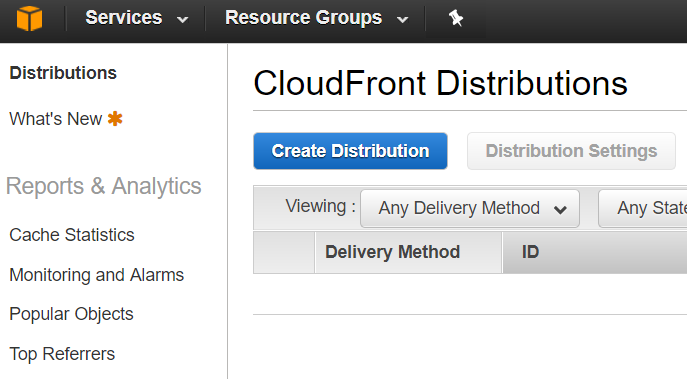 Services Resource Groups
Distributions
What's New
Reports & Analytics
Cache Statistics
Monitoring and Alarms
Popular Objects
Top Referrers
CloudFront Distributions
Create Distribution Distribution Settings
Viewing : Any Delivery Method Any State
Delivery Method ID